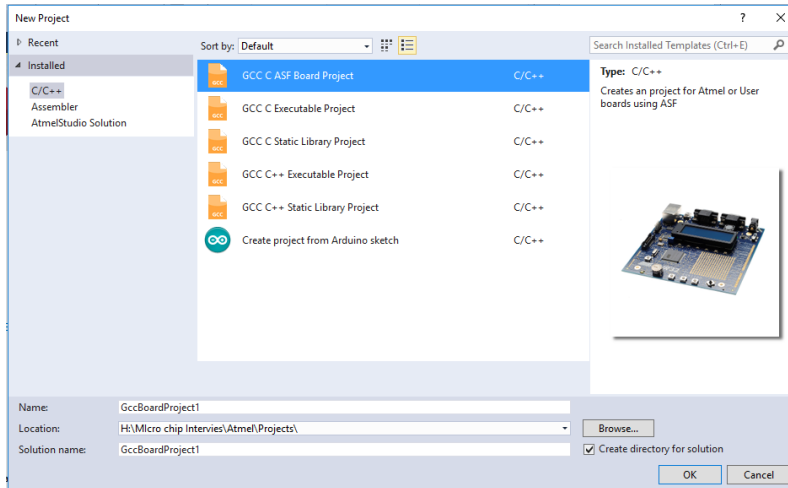 New Project
? X
Recent
Sort by: Default
Search Installed Templates (Ctrl+E)
Installed
C/C++
Assembler
AtmelStudio Solution
GCC C ASF Board Project C/C++
GCC C Executable Project C/C++
GCC C Static Library Project C/C++
GCC C++ Executable Project C/C++
GCC C++ Static Library Project C/C++
Create project from Arduino sketch C/C++
Type: C/C++
Creates an project for Atmel or User
boards using ASF
Name: GccBoardProject1
Location: H:\MIcro chip Intervies\Atmel\Projects\ Browse...
Solution name: GccBoardProject1
Create directory for solution
OK Cancel